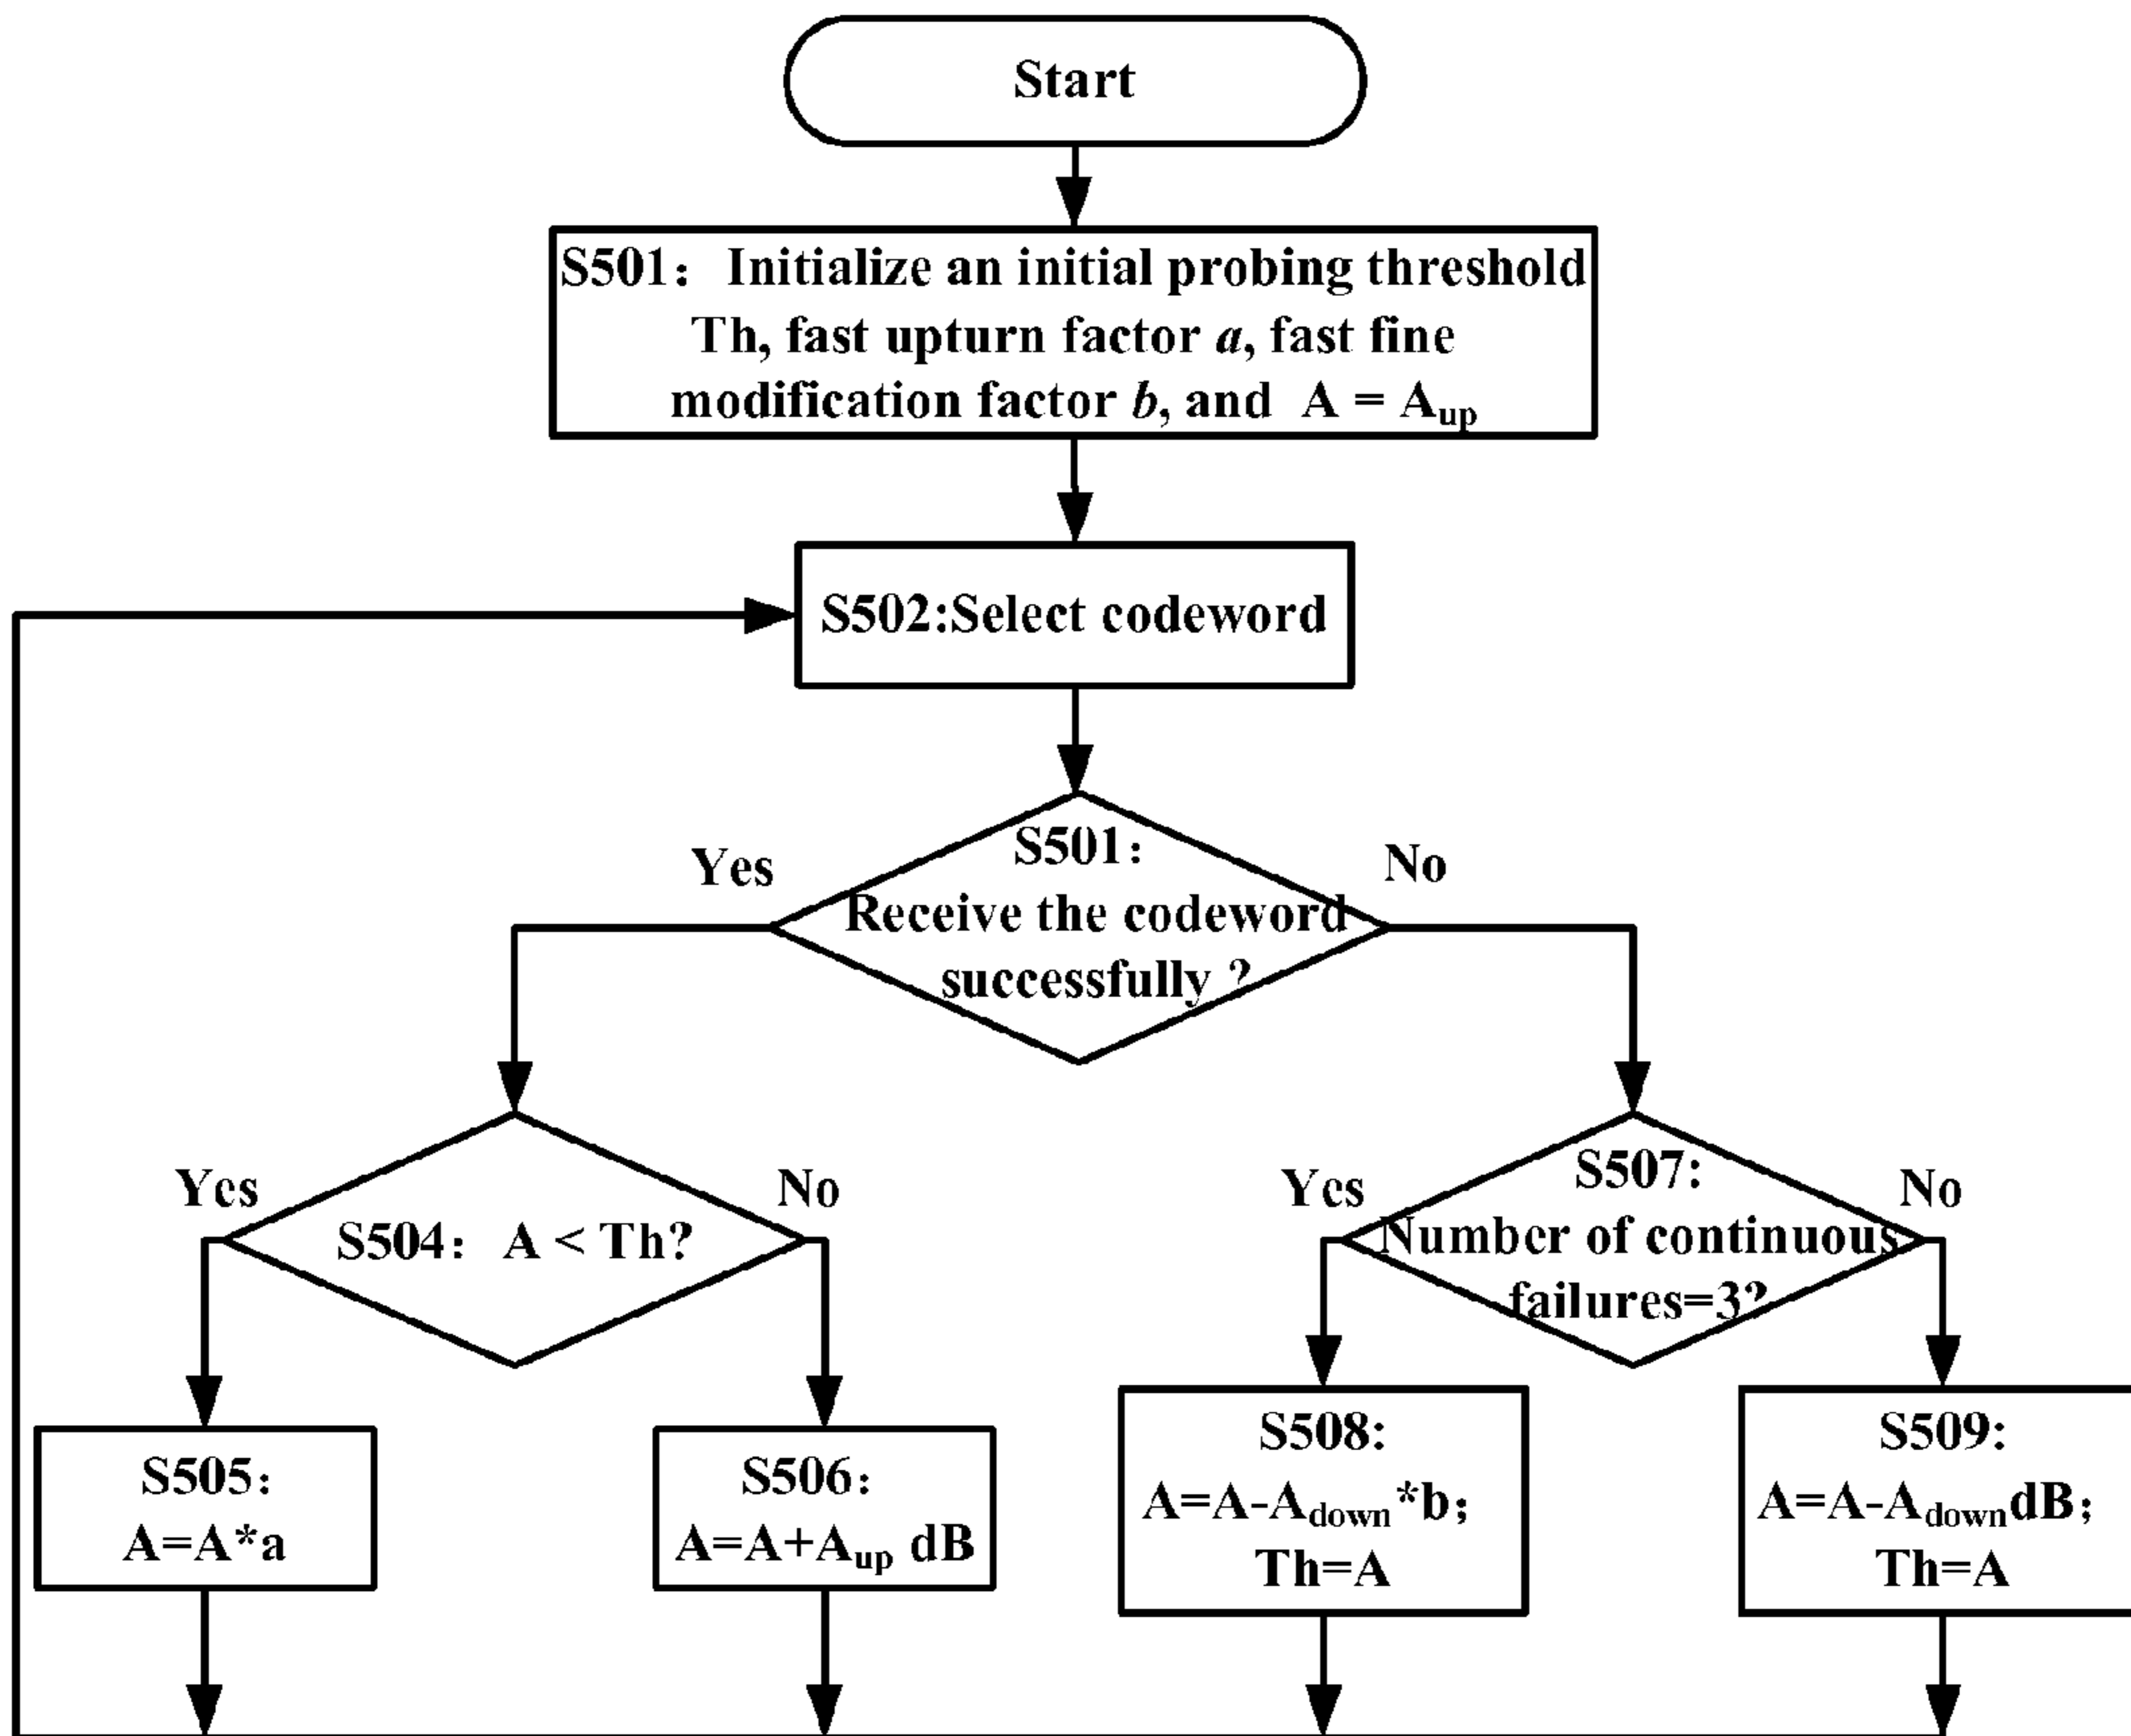 Start
S501： Initialize an initial probing threshold
Th, fast upturn factor a, fast fine
modification factor b, and A = Aup
S502:Select codeword
S501：
Receive the codeword
successfully ?
Yes
No
S504： A < Th?
Yes
No
S507:
Number of continuous
failures=3?
Yes
No
S505：
A=A*a
S506：
A=A+Aup dB
S508:
A=A-Adown*b；
Th=A
S509:
A=A-AdowndB；
Th=A